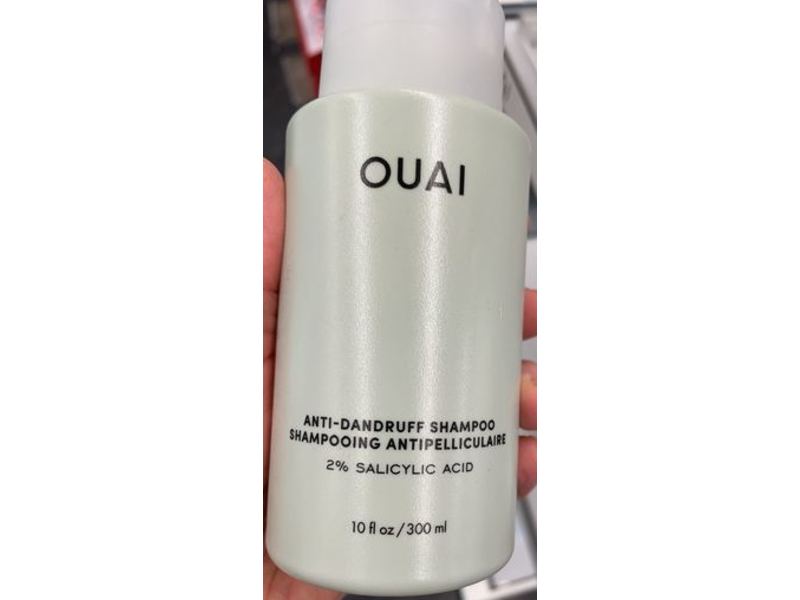 OUAI
ANTI-DANDRUFF SHAMPOO
SHAMPOOING ANTIPELLICULAIRE
2% SALICYLIC ACID
10 fl oz / 300 ml